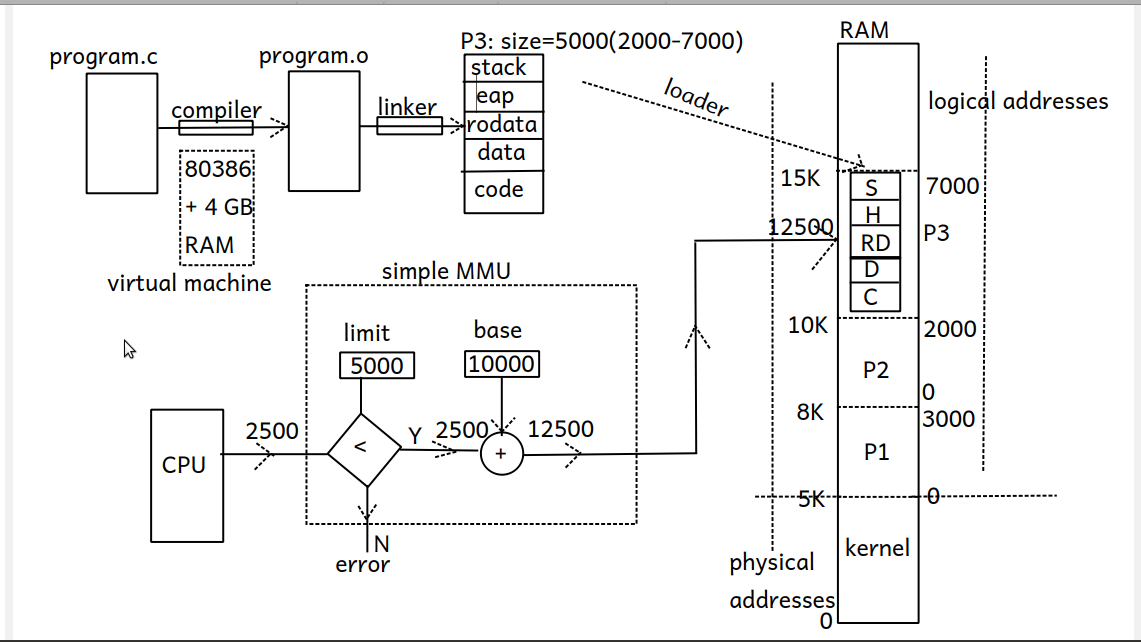 program.c
program.o
P3: size=5000(2000-7000)
RAM
compiler
linker
stack
eap
rodata
data
code
loader
logical addresses
80386
+ 4 GB
RAM
virtual machine
15K
S
7000
12500
H
P3
RD
D
C
simple MMU
limit
base
5000
10000
10K
2000
P2
0
8K
3000
CPU
2500
<
Y
2500
+
12500
P1
5K
0
N
error
kernel
physical
addresses
0